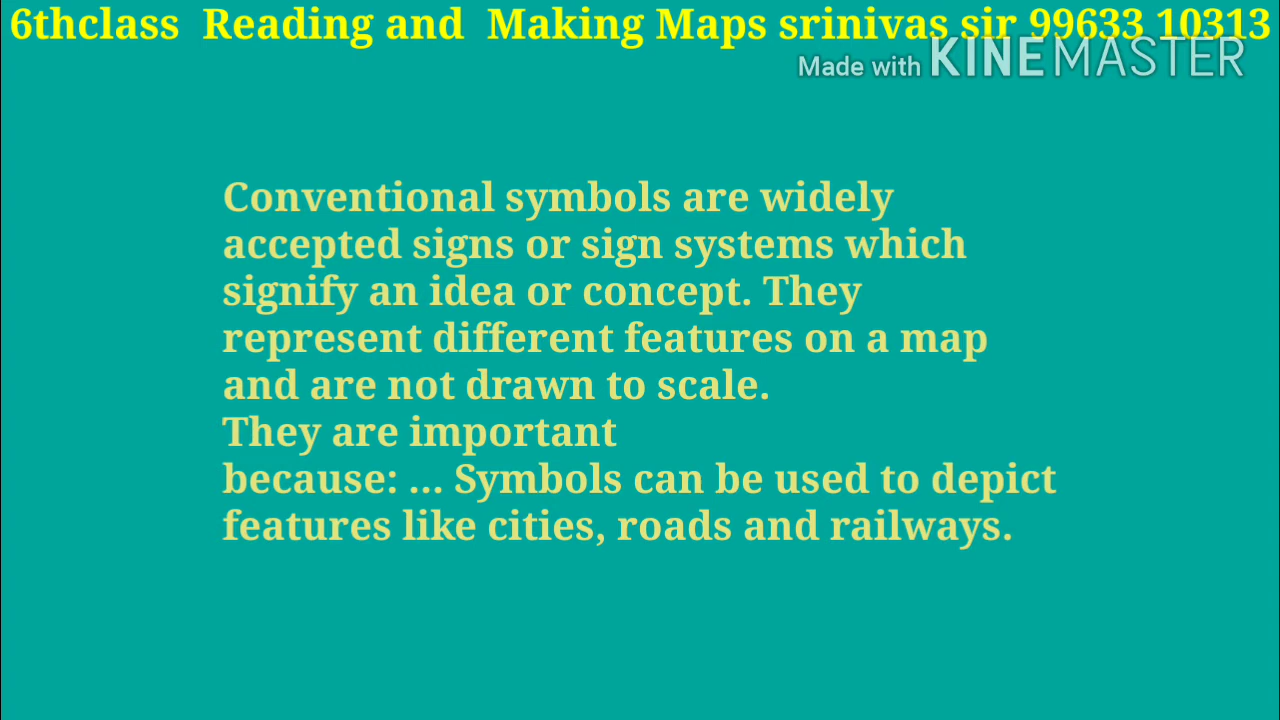 6thclass  Reading and  Making Maps srinivas sir 99633 10313
Made with KINEMASTER
Conventional symbols are widely
accepted signs or sign systems which
signify an idea or concept. They
represent different features on a map
and are not drawn to scale.
They are important
because: ... Symbols can be used to depict
features like cities, roads and railways.